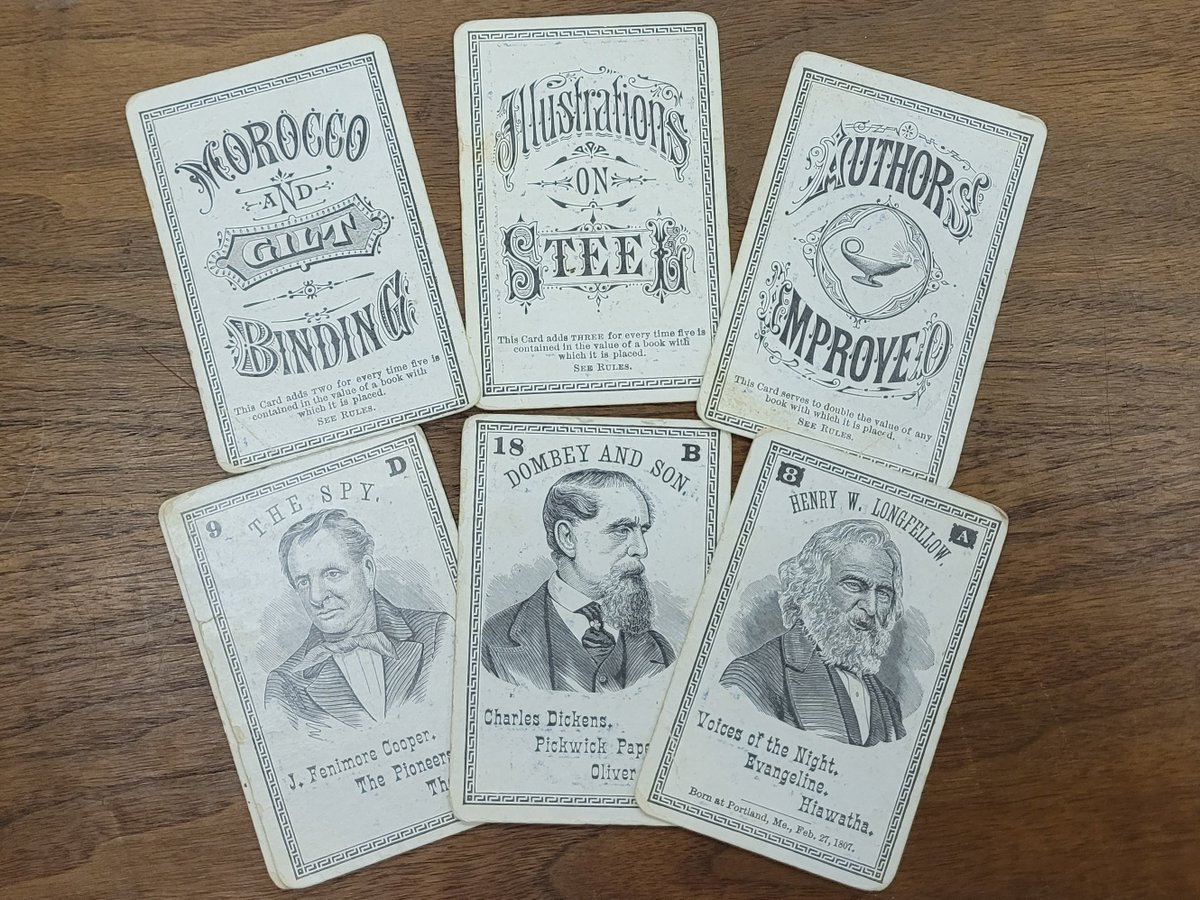 MOROCCO
AND
GILT
BINDING
This Card adds TWO for every time five is
contained in the value of a book with
which it is placed.
SEE RULES.
Illustrations
ON
STEEL
This Card adds THREE for every time five is
contained in the value of a book with
which it is placed.
SEE RULES.
AUTHORS
IMPROVED
This Card serves to double the value of any
book with which it is placed.
SEE RULES.
9 D
THE SPY.
J. Fenimore Cooper.
The Pioneers
Th
18 B
DOMBEY AND SON.
Charles Dickens.
Pickwick Pape
Oliver
8 A
HENRY W. LONGFELLOW.
Voices of the Night.
Evangeline.
Hiawatha.
Born at Portland, Me., Feb. 27, 1807.